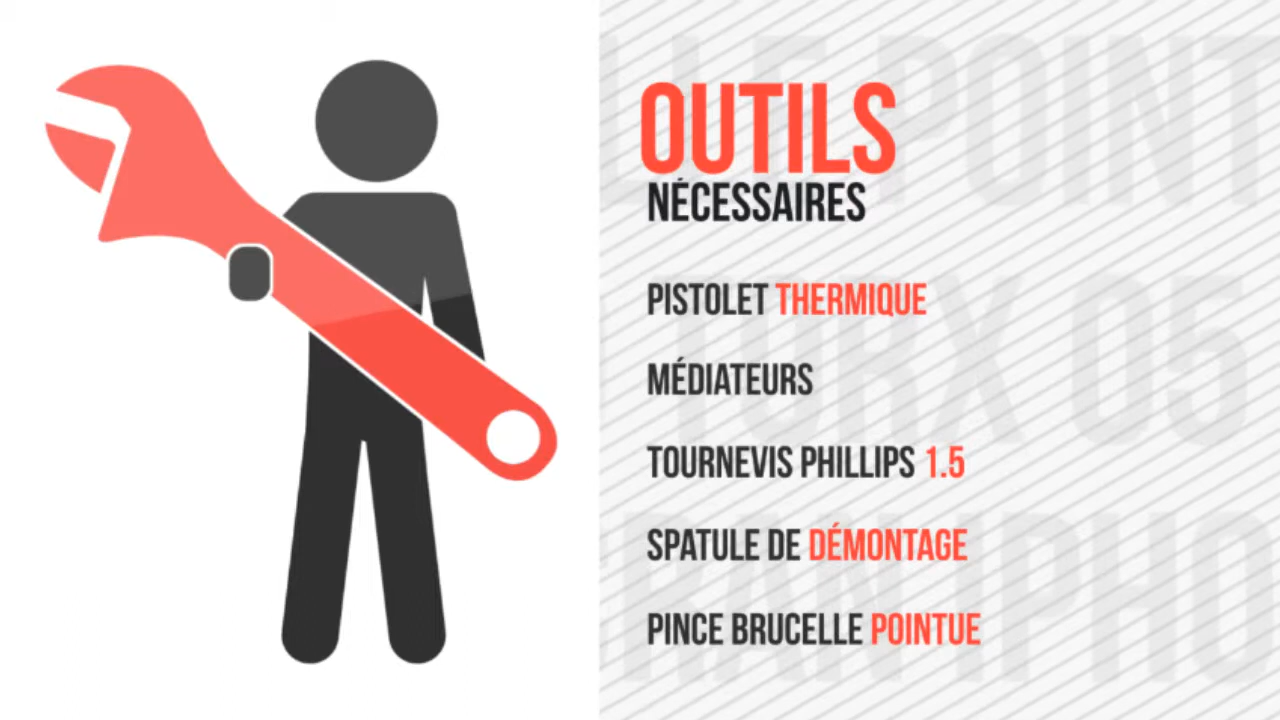 OUTILS
NÉCESSAIRES
PISTOLET THERMIQUE
MÉDIATEURS
TOURNEVIS PHILLIPS 1.5
SPATULE DE DÉMONTAGE
PINCE BRUCELLE POINTUE